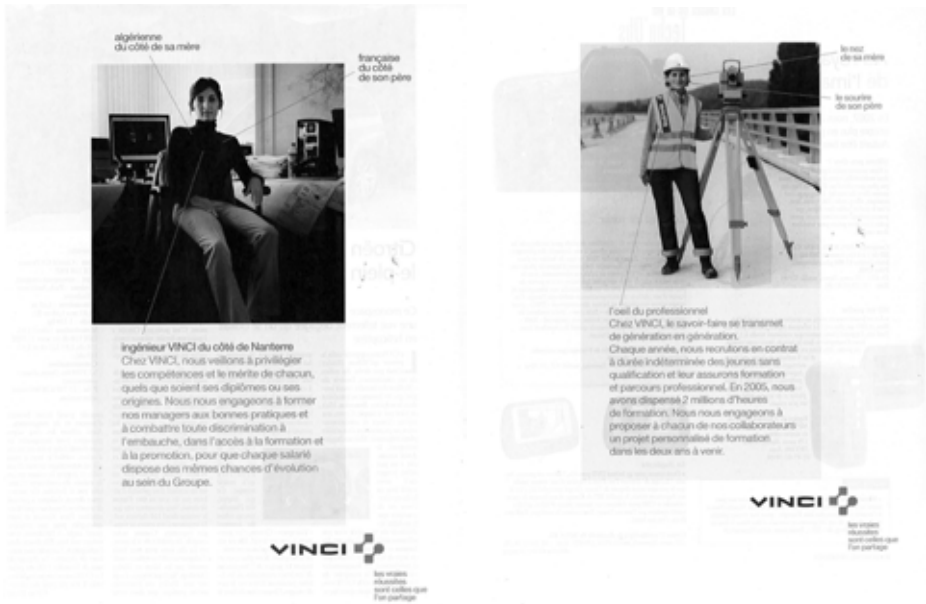 algérienne
du côté de sa mère
française
du côté
de son père
ingénieur VINCI du côté de Nanterre
Chez VINCI, nous veillons à privilégier
les compétences et le mérite de chacun,
quels que soient ses diplômes ou ses
origines. Nous nous engageons à former
nos managers aux bonnes pratiques et
à combattre toute discrimination à
l'embauche, dans l'accès à la formation et
à la promotion, pour que chaque salarié
dispose des mêmes chances d'évolution
au sein du Groupe.
VINCI
les vraies
réussites
sont celles que
l'on partage
le nez
de sa mère
le sourire
de son père
l'oeil du professionnel
Chez VINCI, le savoir-faire se transmet
de génération en génération.
Chaque année, nous recrutons en contrat
à durée indéterminée des jeunes sans
qualification et leur assurons formation
et parcours professionnel. En 2005, nous
avons dispensé 2 millions d'heures
de formation. Nous nous engageons à
proposer à chacun de nos collaborateurs
un projet personnalisé de formation
dans les deux ans à venir.
VINCI
les vraies
réussites
sont celles que
l'on partage